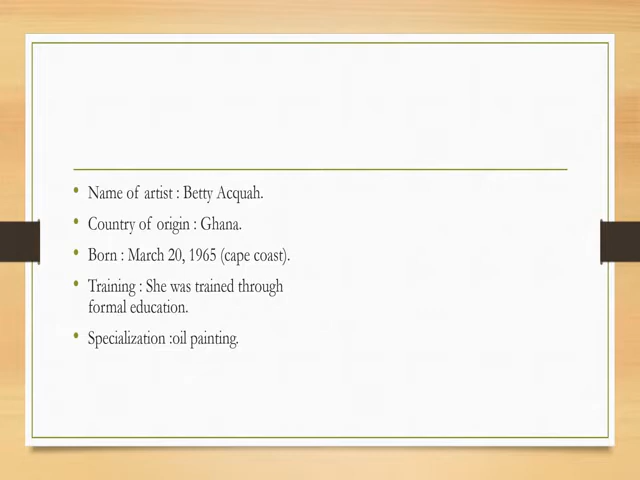 Name of artist : Betty Acquah.
Country of origin : Ghana.
Born : March 20, 1965 (cape coast).
Training : She was trained through
formal education.
Specialization :oil painting.